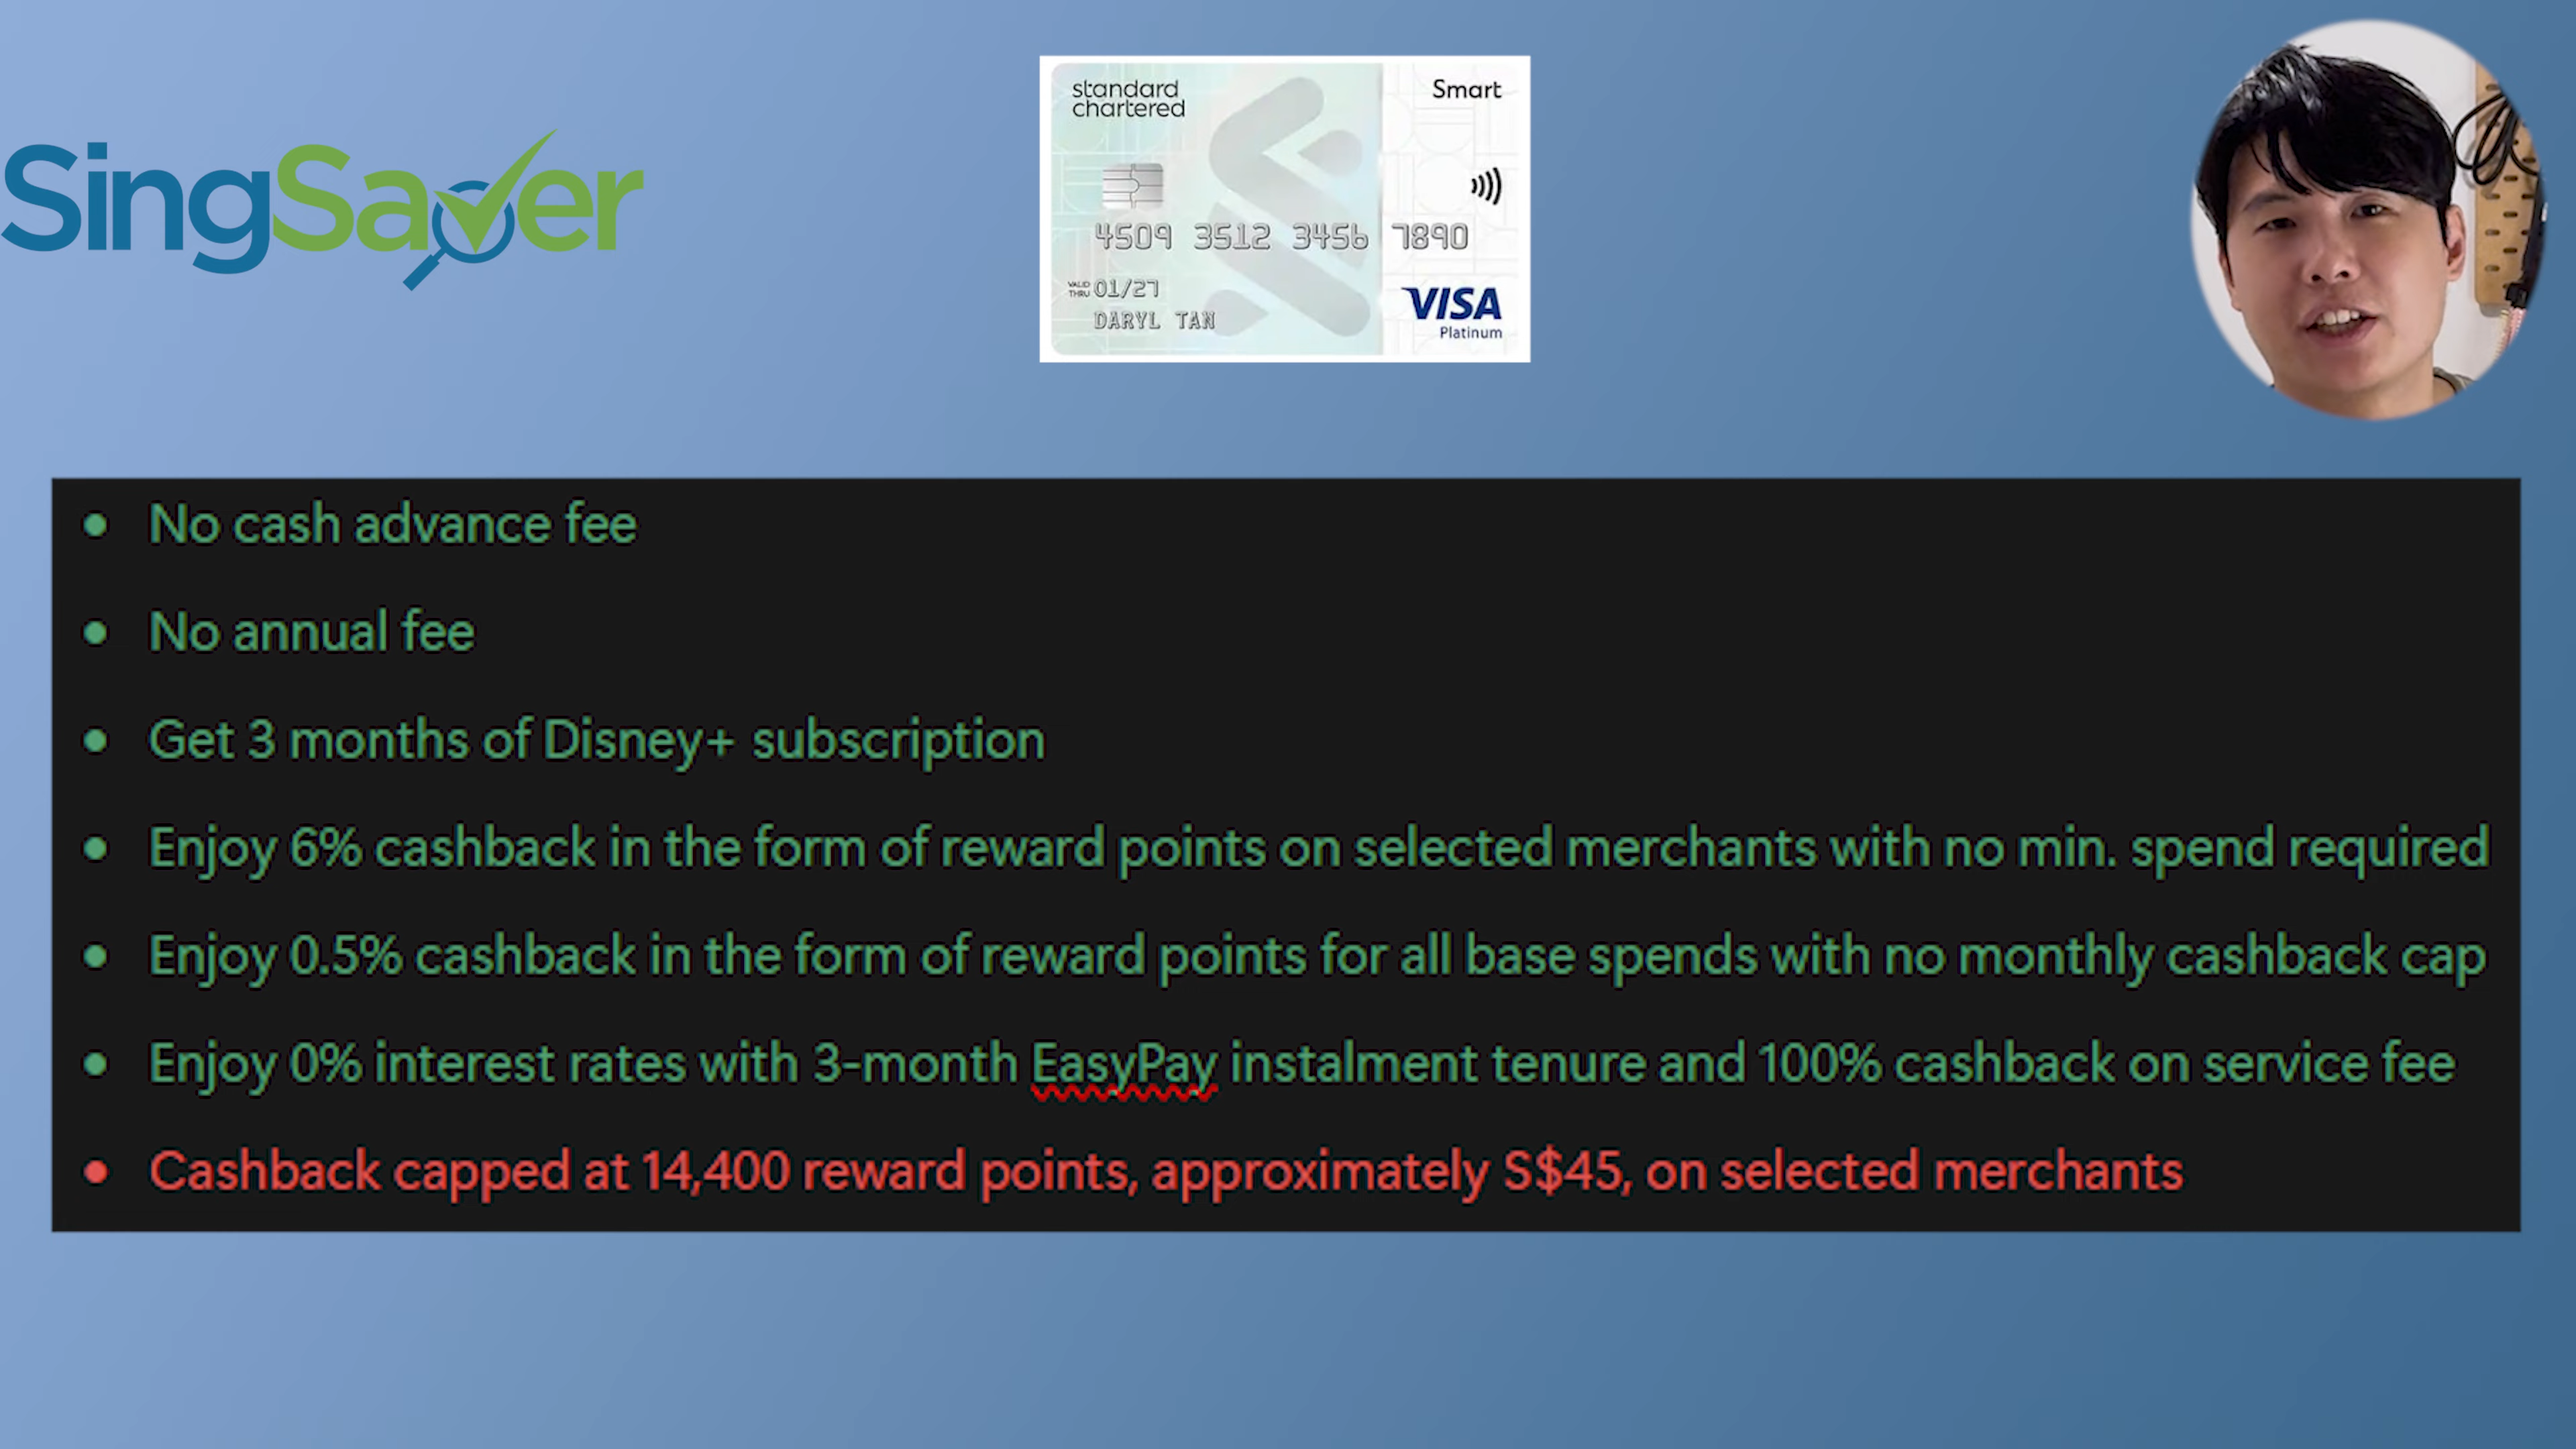 SingSaver
standard
chartered
Smart
4509 3512 3456 7890
VALID
THRU 01/27
DARYL TAN
VISA
Platinum
• No cash advance fee
• No annual fee
• Get 3 months of Disney+ subscription
• Enjoy 6% cashback in the form of reward points on selected merchants with no min. spend required
• Enjoy 0.5% cashback in the form of reward points for all base spends with no monthly cashback cap
• Enjoy 0% interest rates with 3-month EasyPay instalment tenure and 100% cashback on service fee
• Cashback capped at 14,400 reward points, approximately S$45, on selected merchants